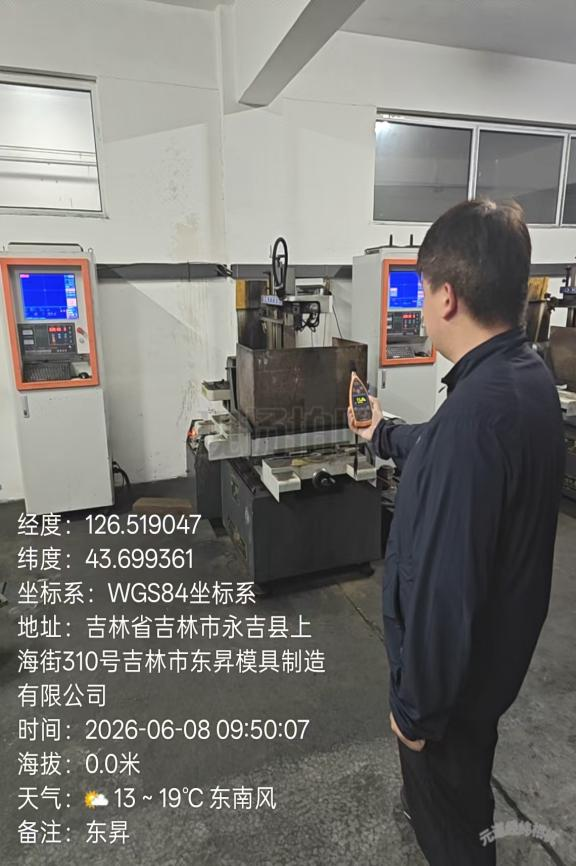 经度：126.519047
纬度：43.699361
坐标系：WGS84坐标系
地址：吉林省吉林市永吉县上
海街310号吉林市东昇模具制造
有限公司
时间：2026-06-08 09:50:07
海拔：0.0米
天气：⛅ 13 ~ 19℃ 东南风
备注：东昇